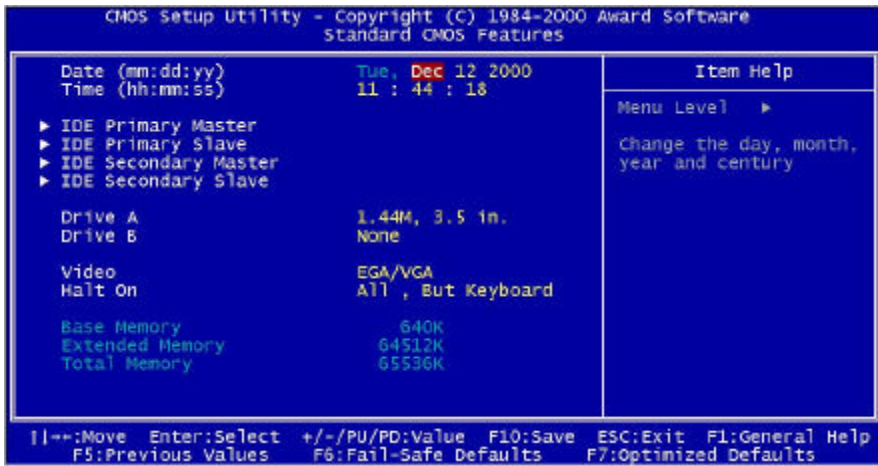 CMOS Setup Utility - Copyright (C) 1984-2000 Award Software
Standard CMOS Features
Date (mm:dd:yy) Tue, Dec 12 2000
Time (hh:mm:ss) 11 : 44 : 18
▶ IDE Primary Master
▶ IDE Primary Slave
▶ IDE Secondary Master
▶ IDE Secondary Slave
Drive A 1.44M, 3.5 in.
Drive B None
Video EGA/VGA
Halt On All , But Keyboard
Base Memory 640K
Extended Memory 64512K
Total Memory 65536K
Item Help
Menu Level ▶
Change the day, month,
year and century
:Move Enter:Select +/-/PU/PD:Value F10:Save ESC:Exit F1:General Help
F5:Previous Values F6:Fail-Safe Defaults F7:Optimized Defaults